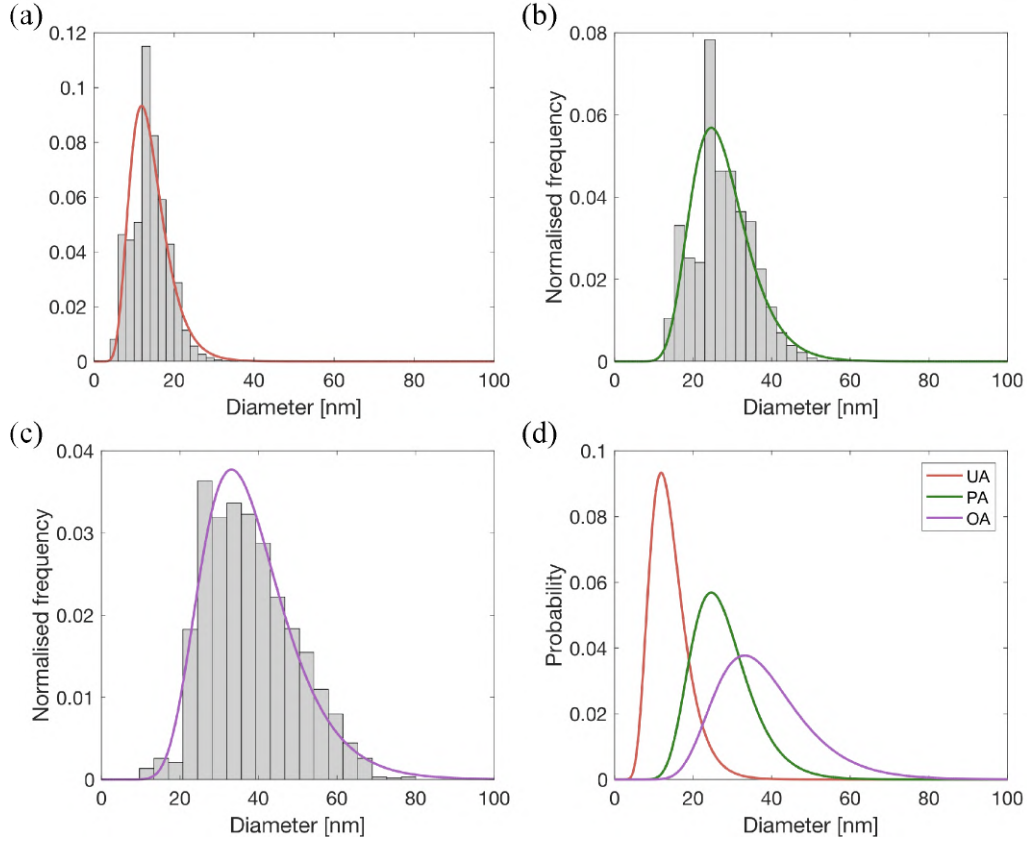 (a)
0.12
0.1
0.08
0.06
0.04
0.02
0
0 20 40 60 80 100
Diameter [nm]
(b)
Normalised frequency
0.08
0.06
0.04
0.02
0
0 20 40 60 80 100
Diameter [nm]
(c)
Normalised frequency
0.04
0.03
0.02
0.01
0
0 20 40 60 80 100
Diameter [nm]
(d)
Probability
0.1
0.08
0.06
0.04
0.02
0
0 20 40 60 80 100
Diameter [nm]
UA
PA
OA